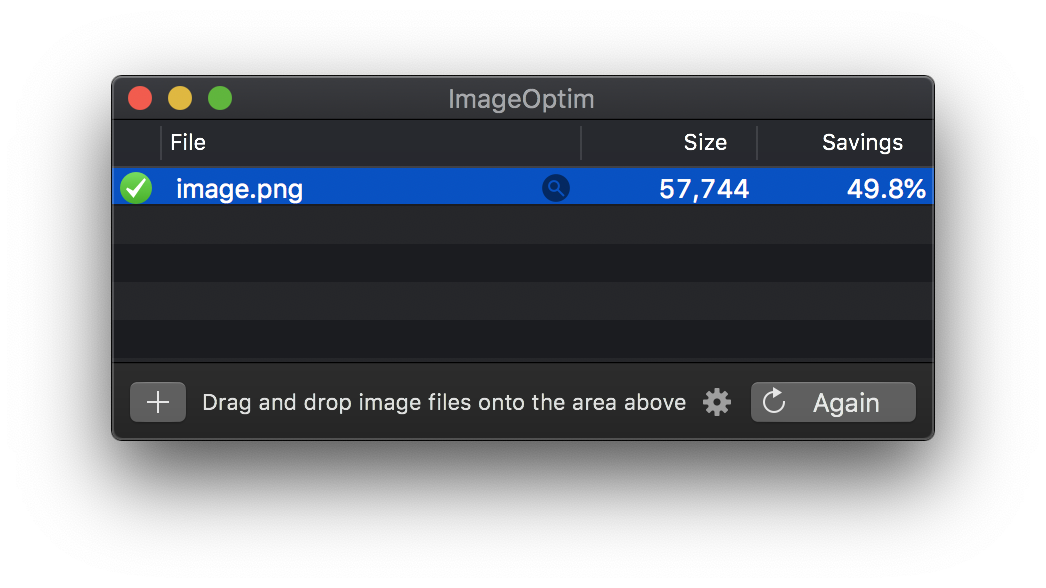 ImageOptim
File Size Savings
image.png 57,744 49.8%
Drag and drop image files onto the area above Again